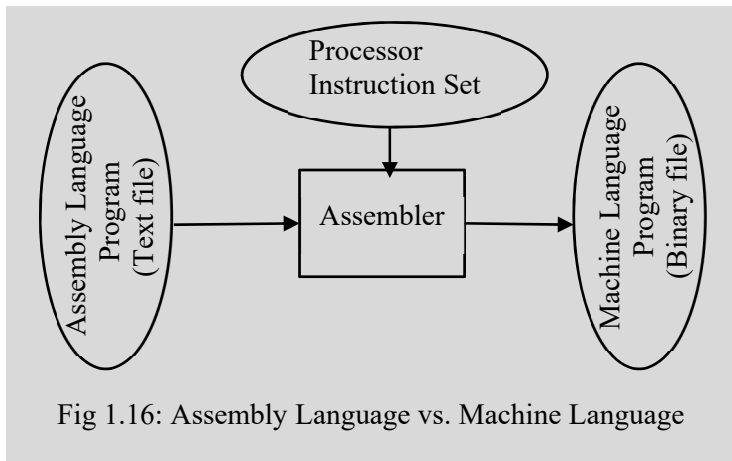 Processor
Instruction Set
Assembly Language
Program
(Text file)
Assembler
Machine Language
Program
(Binary file)
Fig 1.16: Assembly Language vs. Machine Language